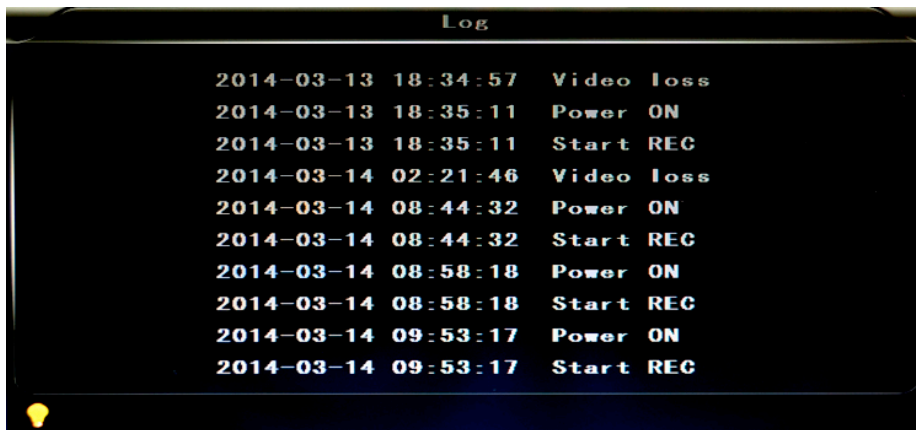 Log
2014-03-13 18:34:57 Video loss
2014-03-13 18:35:11 Power ON
2014-03-13 18:35:11 Start REC
2014-03-14 02:21:46 Video loss
2014-03-14 08:44:32 Power ON
2014-03-14 08:44:32 Start REC
2014-03-14 08:58:18 Power ON
2014-03-14 08:58:18 Start REC
2014-03-14 09:53:17 Power ON
2014-03-14 09:53:17 Start REC